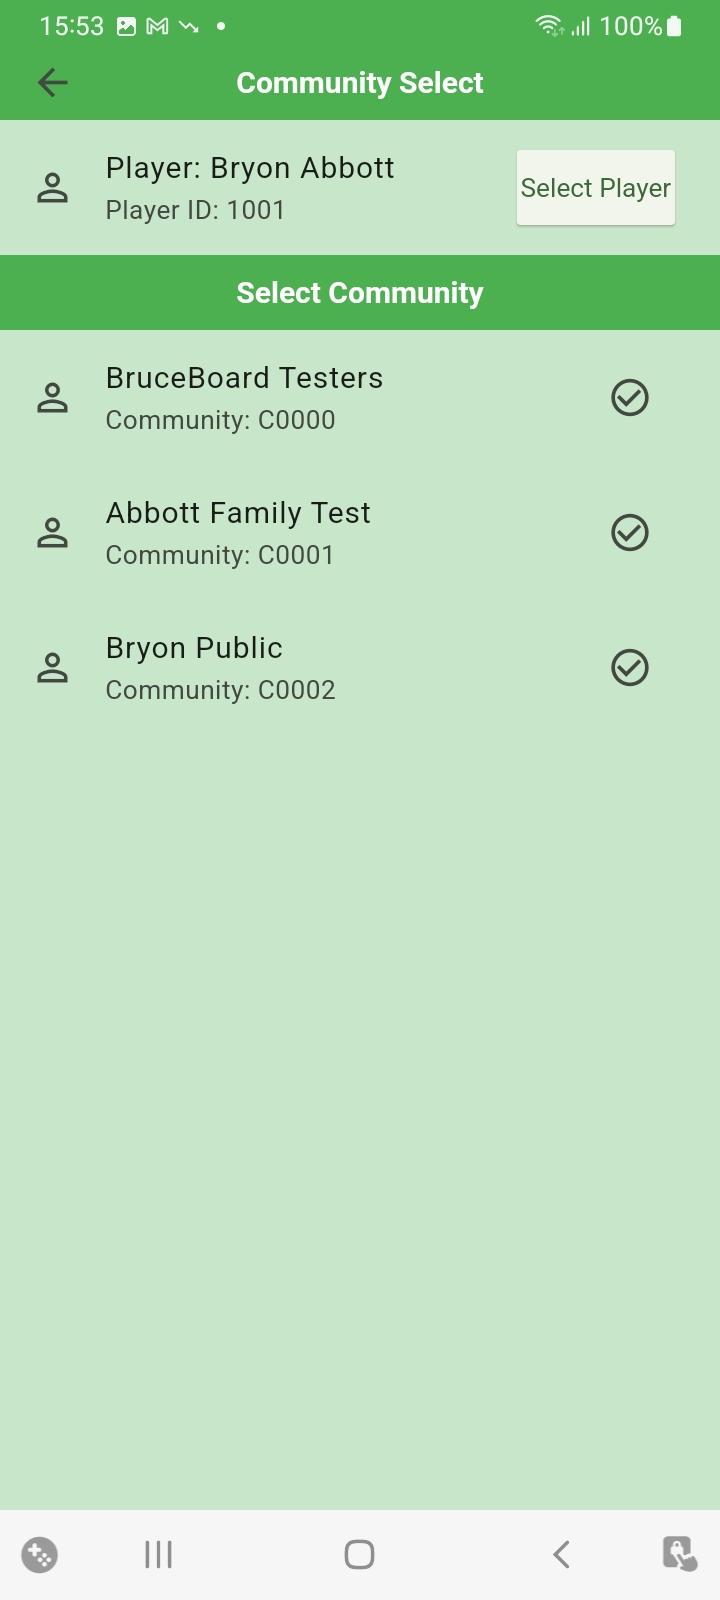 15:53 100%
Community Select
Player: Bryon Abbott
Player ID: 1001
Select Player
Select Community
BruceBoard Testers
Community: C0000
Abbott Family Test
Community: C0001
Bryon Public
Community: C0002